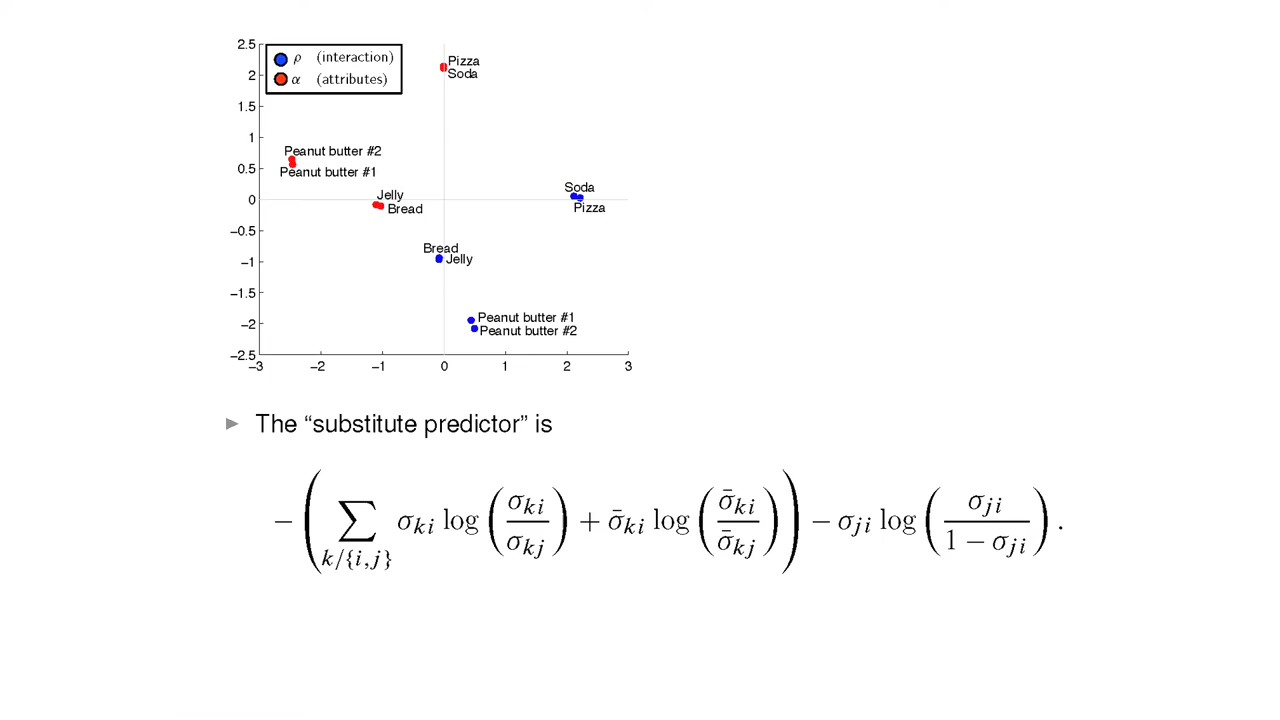 2.5
ρ (interaction)
α (attributes)
Pizza
Soda
2
1.5
1
Peanut butter #2
Peanut butter #1
0.5
Jelly
Bread
Soda
Pizza
0
−0.5
Bread
Jelly
−1
−1.5
Peanut butter #1
Peanut butter #2
−2
−2.5
−3 −2 −1 0 1 2 3
► The “substitute predictor” is
− ( ∑_{k/{i,j}} σ_{ki} log ( σ_{ki} / σ_{kj} ) + σ̄_{ki} log ( σ̄_{ki} / σ̄_{kj} ) ) − σ_{ji} log ( σ_{ji} / 1 − σ_{ji} ) .